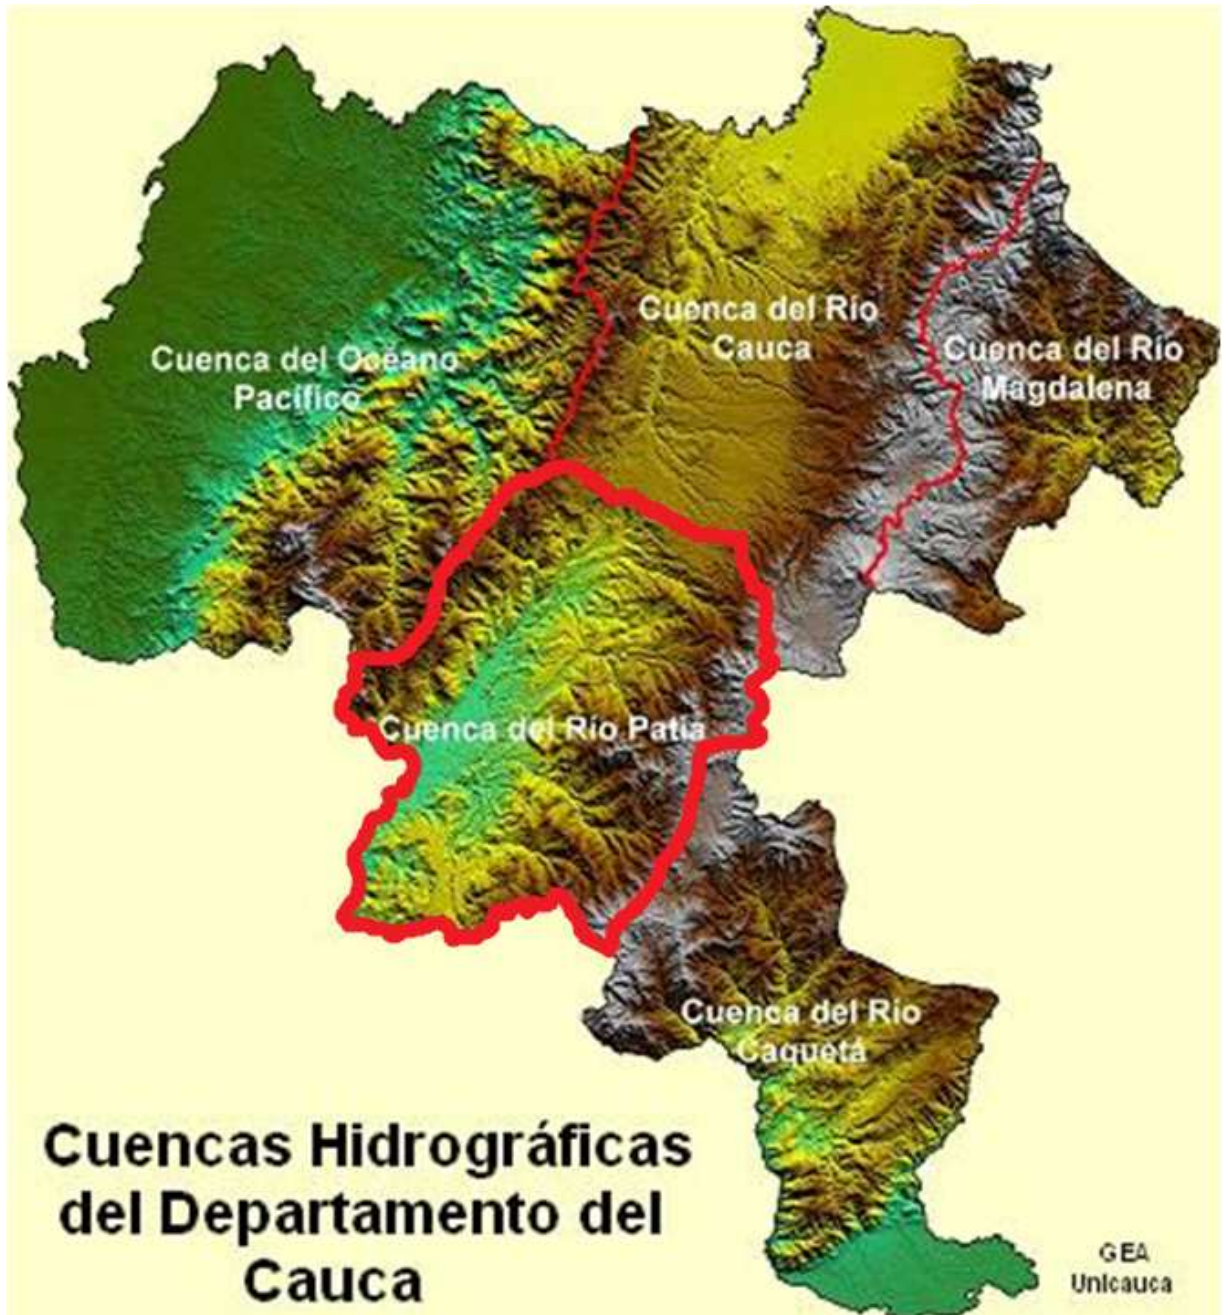 Cuenca del Océano
Pacífico
Cuenca del Río
Cauca
Cuenca del Río
Magdalena
Cuenca del Río Patía
Cuenca del Río
Caquetá
Cuencas Hidrográficas
del Departamento del
Cauca
GEA
Unicauca